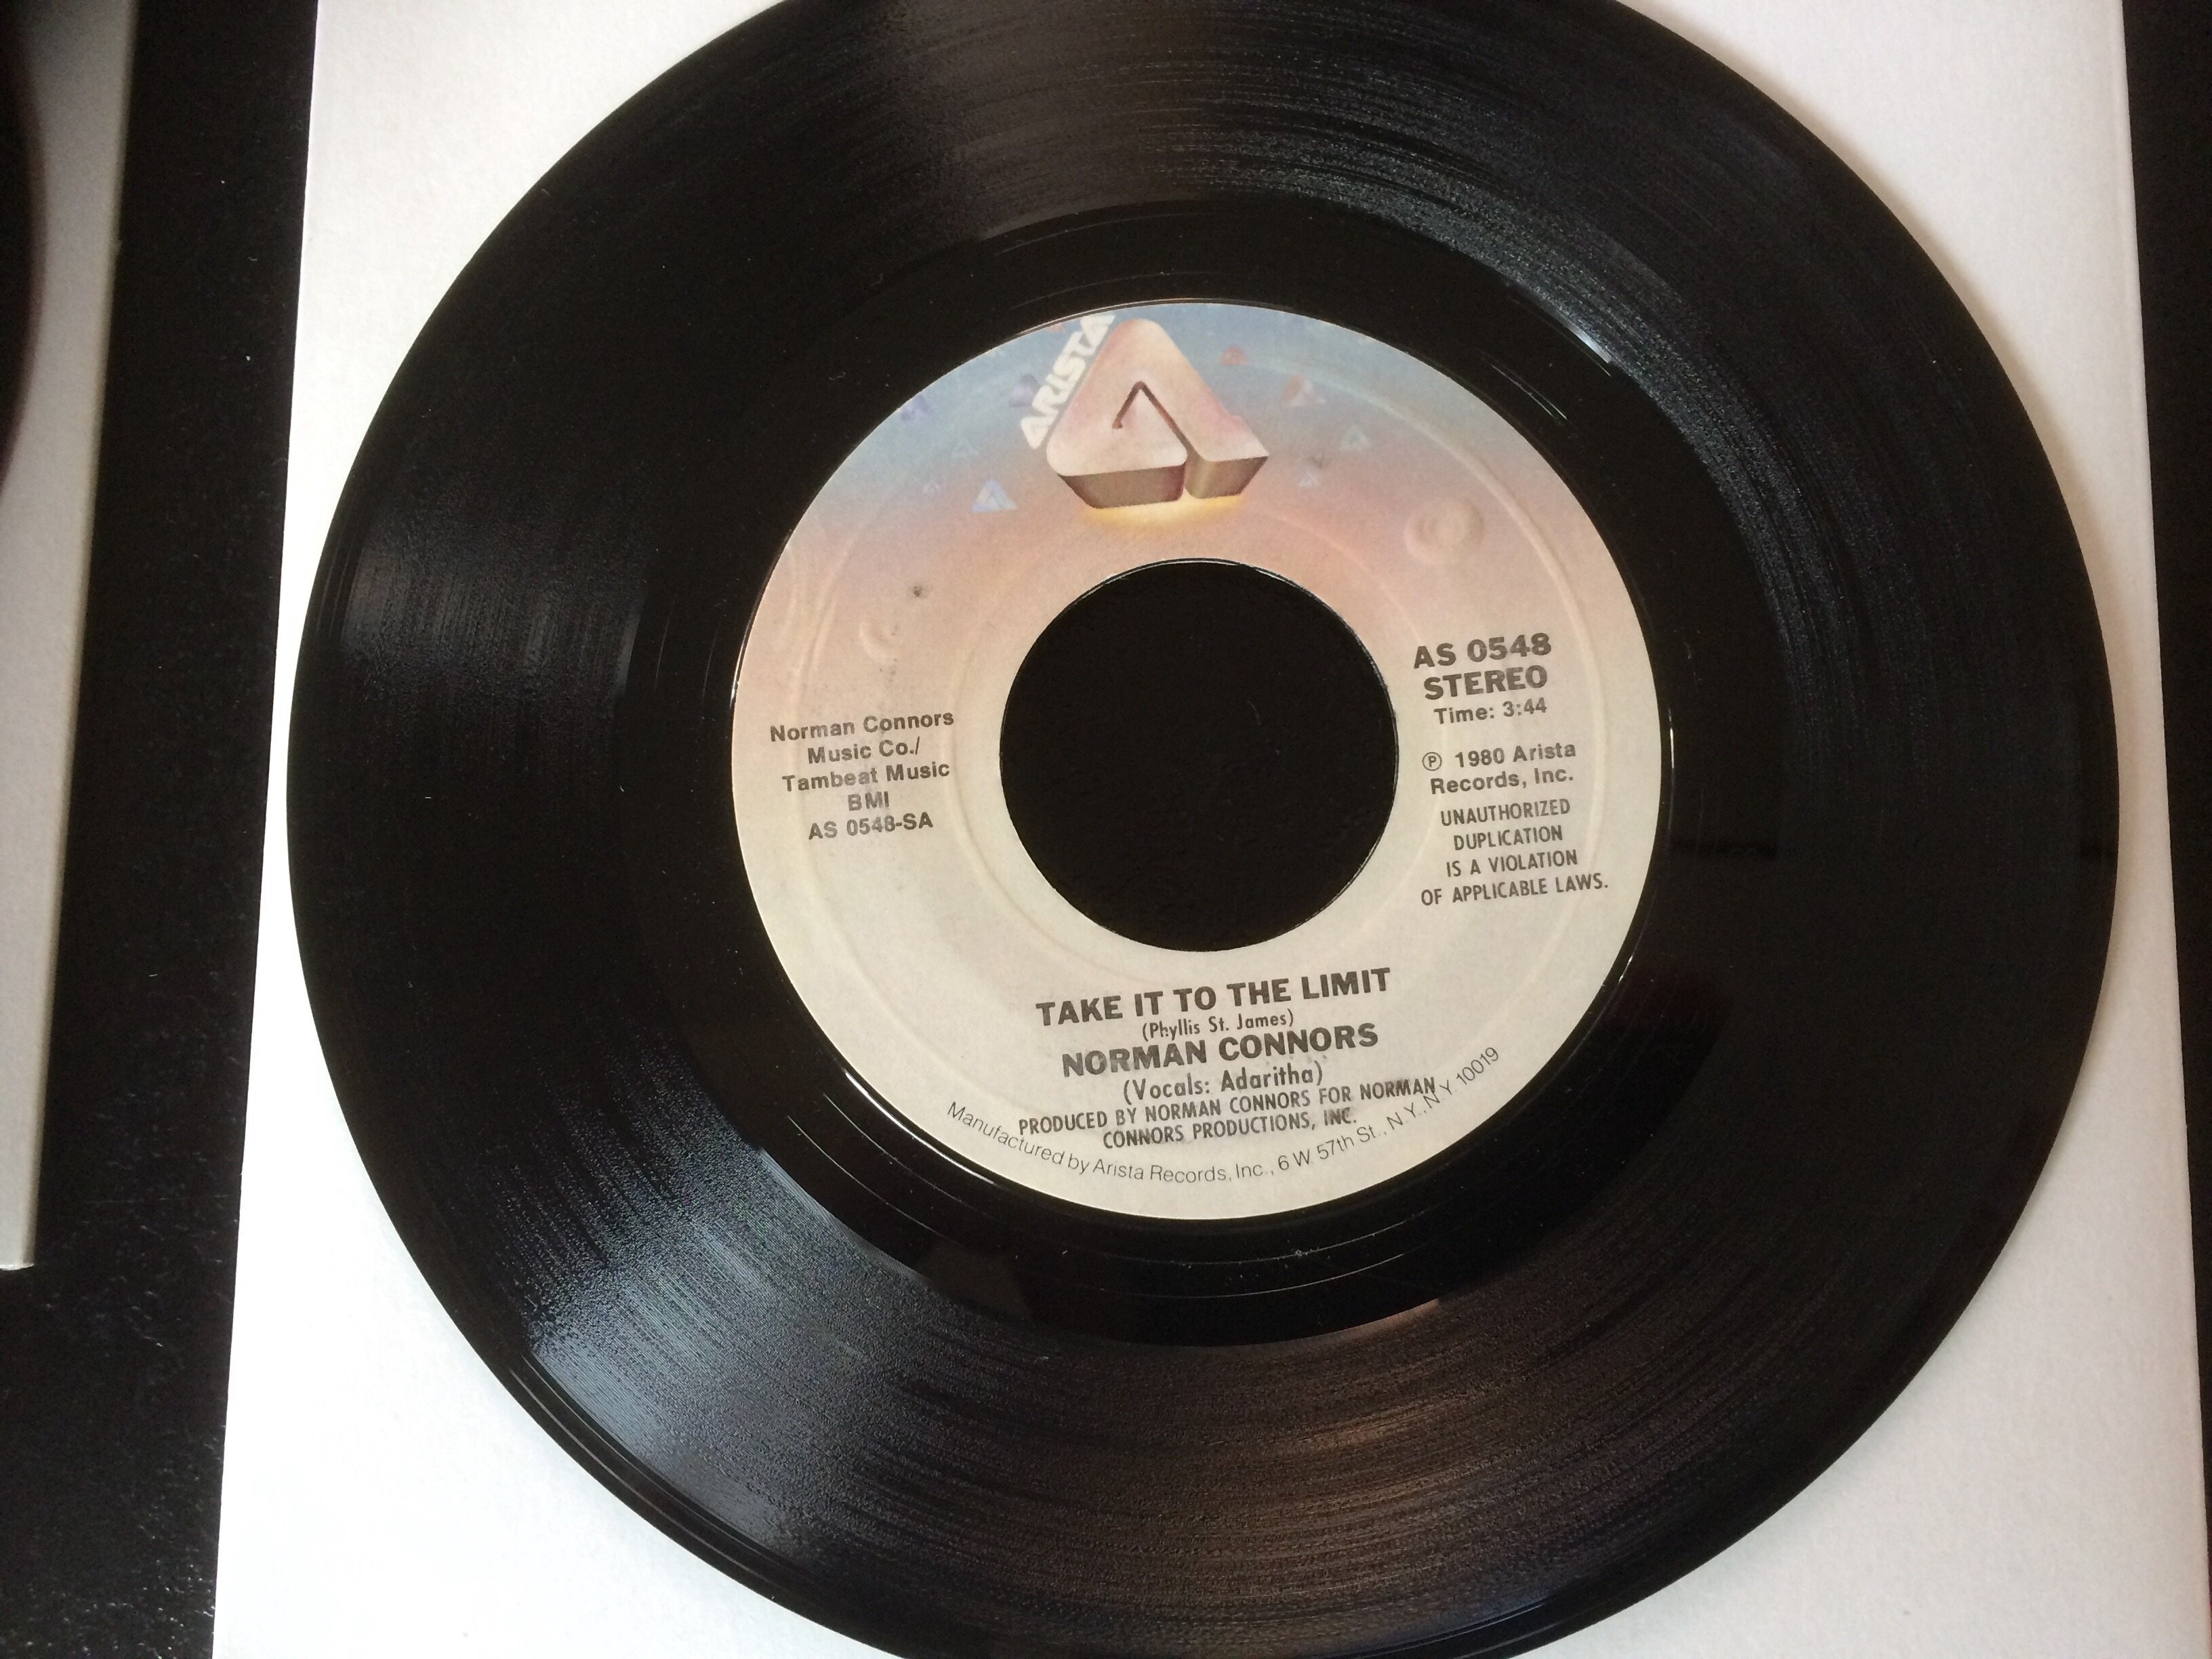 ARISTA
AS 0548
STEREO
Time: 3:44
℗ 1980 Arista
Records, Inc.
UNAUTHORIZED
DUPLICATION
IS A VIOLATION
OF APPLICABLE LAWS.
Norman Connors
Music Co./
Tambeat Music
BMI
AS 0548-SA
TAKE IT TO THE LIMIT
(Phyllis St. James)
NORMAN CONNORS
(Vocals: Adaritha)
PRODUCED BY NORMAN CONNORS FOR NORMAN
CONNORS PRODUCTIONS, INC.
Manufactured by Arista Records, Inc., 6 W. 57th St., N.Y., N.Y. 10019